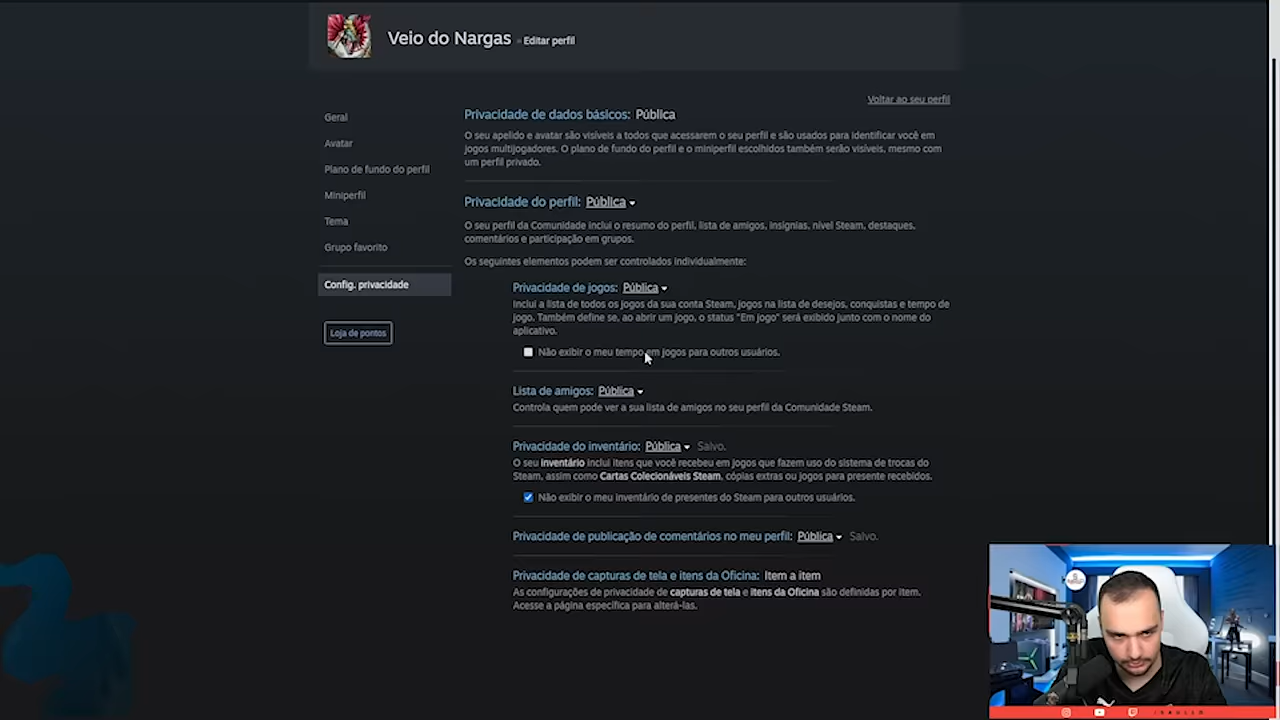 Veio do Nargas » Editar perfil
Voltar ao seu perfil
Geral
Avatar
Plano de fundo do perfil
Miniperfil
Tema
Grupo favorito
Config. privacidade
Loja de pontos
Privacidade de dados básicos: Pública
O seu apelido e avatar são visíveis a todos que acessarem o seu perfil e são usados para identificar você em
jogos multijogadores. O plano de fundo do perfil e o miniperfil escolhidos também serão visíveis, mesmo com
um perfil privado.
Privacidade do perfil: Pública
O seu perfil da Comunidade inclui o resumo do perfil, lista de amigos, insígnias, nível Steam, destaques,
comentários e participação em grupos.
Os seguintes elementos podem ser controlados individualmente:
Privacidade de jogos: Pública
Inclui a lista de todos os jogos da sua conta Steam, jogos na lista de desejos, conquistas e tempo de
jogo. Também define se, ao abrir um jogo, o status "Em jogo" será exibido junto com o nome do
aplicativo.
Não exibir o meu tempo em jogos para outros usuários.
Lista de amigos: Pública
Controla quem pode ver a sua lista de amigos no seu perfil da Comunidade Steam.
Privacidade do inventário: Pública Salvo.
O seu inventário inclui itens que você recebeu em jogos que fazem uso do sistema de trocas do
Steam, assim como Cartas Colecionáveis Steam, cópias extras ou jogos para presente recebidos.
Não exibir o meu inventário de presentes do Steam para outros usuários.
Privacidade de publicação de comentários no meu perfil: Pública Salvo.
Privacidade de capturas de tela e itens da Oficina: Item a item
As configurações de privacidade de capturas de tela e itens da Oficina são definidas por item.
Acesse a página específica para alterá-las.